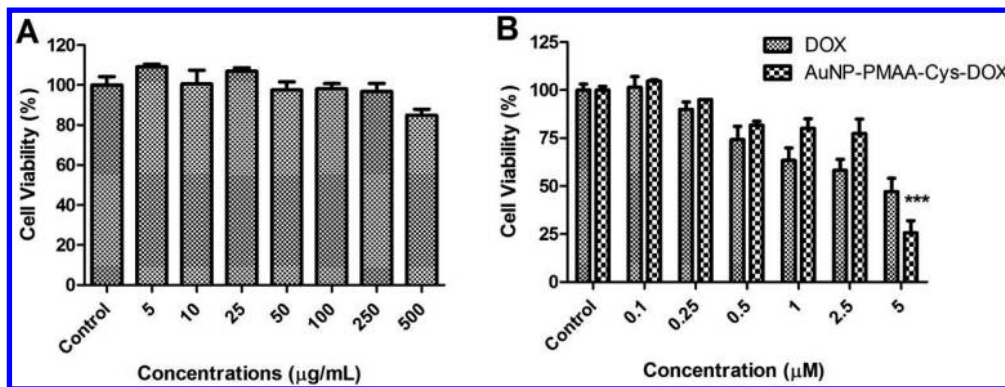 A
Cell Viability (%)
120
100
80
60
40
20
0
Control
5
10
25
50
100
250
500
Concentrations (μg/mL)
B
Cell Viability (%)
125
100
75
50
25
0
DOX
AuNP-PMAA-Cys-DOX
***
Control
0.1
0.25
0.5
1
2.5
5
Concentration (μM)